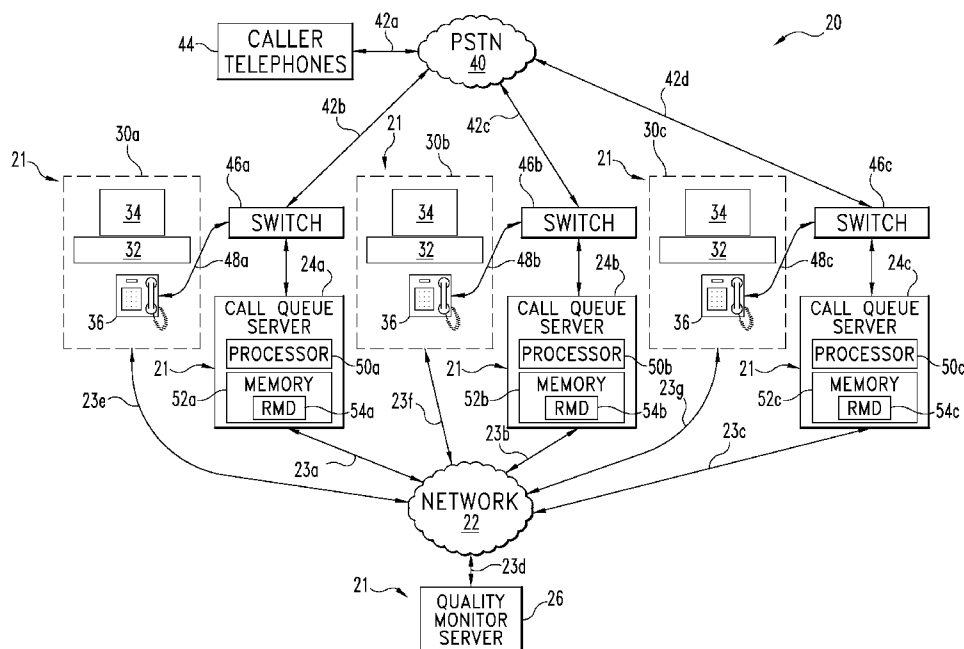 20
44
CALLER
TELEPHONES
42a
PSTN
40
42b
42c
42d
21
30a
46a
21
30b
46b
21
30c
46c
34
32
36
SWITCH
48a
34
32
36
SWITCH
48b
34
32
36
SWITCH
48c
24a
CALL QUEUE
SERVER
PROCESSOR
MEMORY
RMD
21
50a
52a
54a
24b
CALL QUEUE
SERVER
PROCESSOR
MEMORY
RMD
21
50b
52b
54b
24c
CALL QUEUE
SERVER
PROCESSOR
MEMORY
RMD
21
50c
52c
54c
23e
23a
23f
23b
23g
23c
NETWORK
22
23d
21
QUALITY
MONITOR
SERVER
26